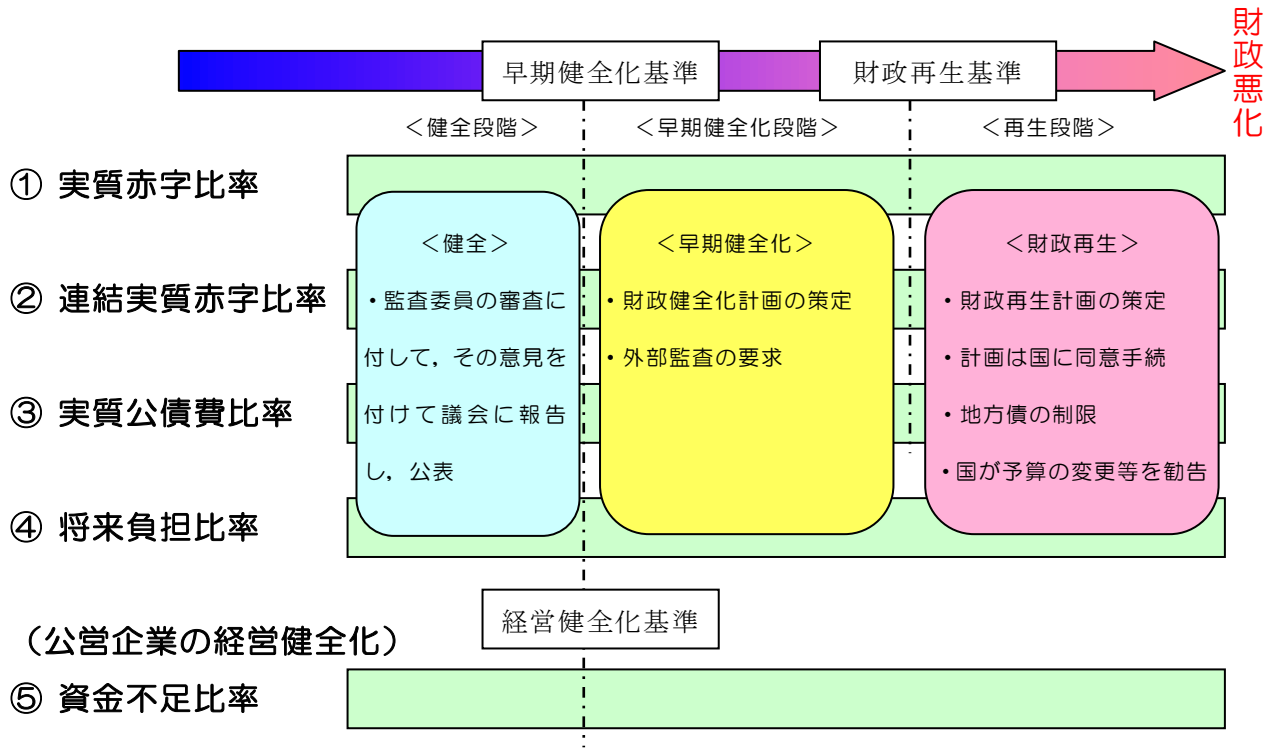 財政悪化
早期健全化基準
財政再生基準
＜健全段階＞
＜早期健全化段階＞
＜再生段階＞
① 実質赤字比率
② 連結実質赤字比率
③ 実質公債費比率
④ 将来負担比率
＜健全＞
・監査委員の審査に
付して，その意見を
付けて議会に報告
し，公表
＜早期健全化＞
・財政健全化計画の策定
・外部監査の要求
＜財政再生＞
・財政再生計画の策定
・計画は国に同意手続
・地方債の制限
・国が予算の変更等を勧告
経営健全化基準
（公営企業の経営健全化）
⑤ 資金不足比率